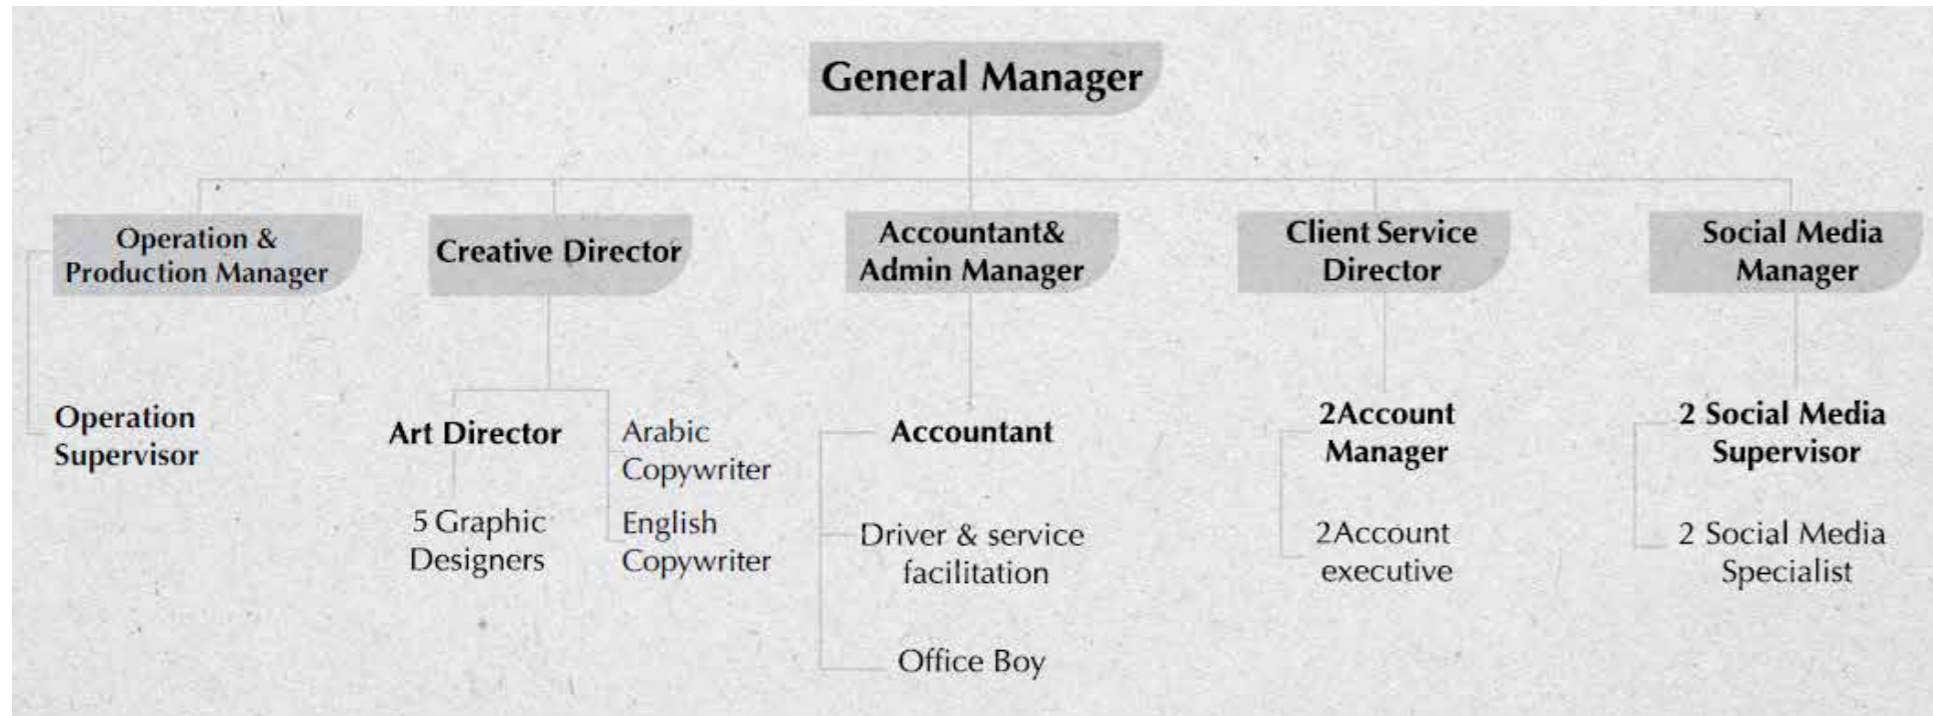 General Manager
Operation &
Production Manager
Creative Director
Accountant&
Admin Manager
Client Service
Director
Social Media
Manager
Operation
Supervisor
Art Director
5 Graphic
Designers
Arabic
Copywriter
English
Copywriter
Accountant
Driver & service
facilitation
Office Boy
2Account
Manager
2Account
executive
2 Social Media
Supervisor
2 Social Media
Specialist